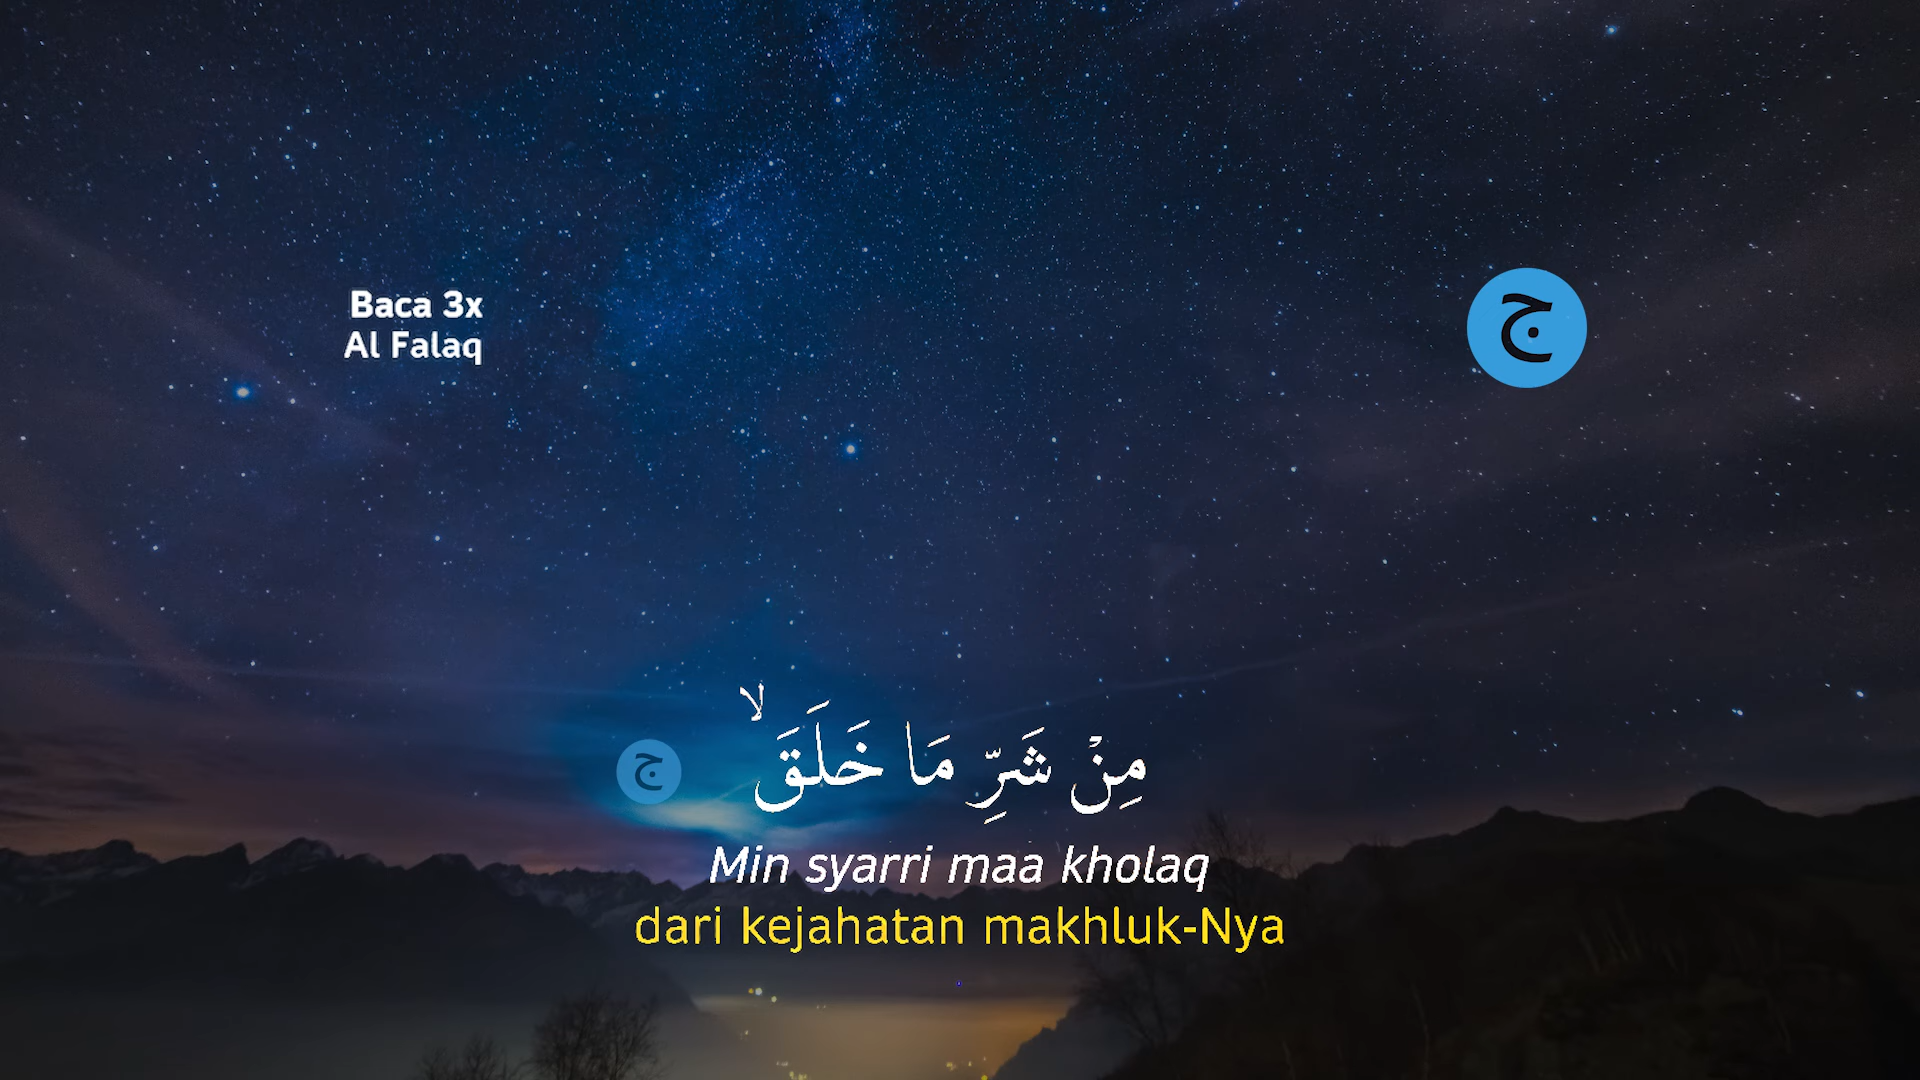 Baca 3x
Al Falaq
ج
مِنْ شَرِّ مَا خَلَقَۙ
ج
Min syarri maa kholaq
dari kejahatan makhluk-Nya